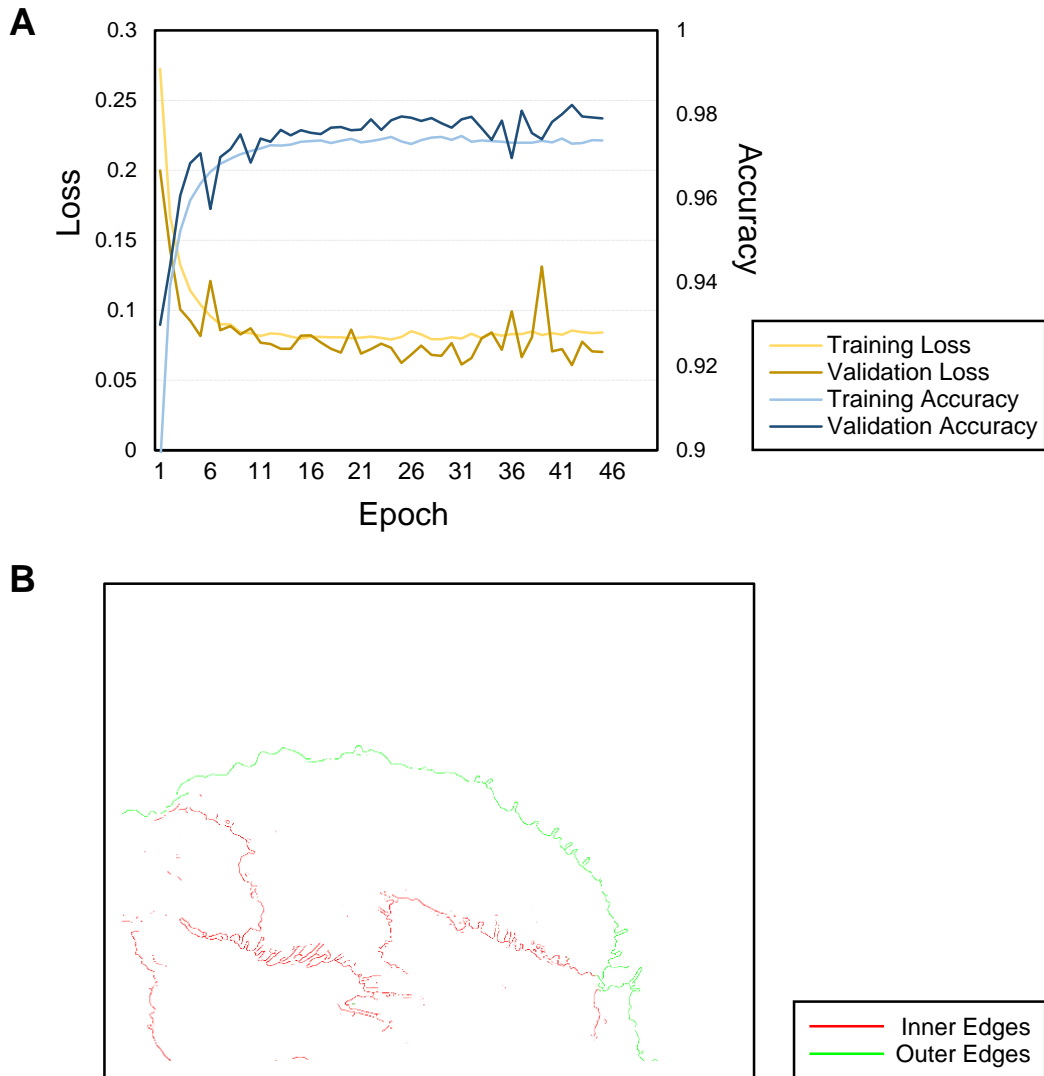 A
0.3
0.25
0.2
0.15
0.1
0.05
0
Loss
1
0.98
0.96
0.94
0.92
0.9
Accuracy
1 6 11 16 21 26 31 36 41 46
Epoch
Training Loss
Validation Loss
Training Accuracy
Validation Accuracy
B
Inner Edges
Outer Edges